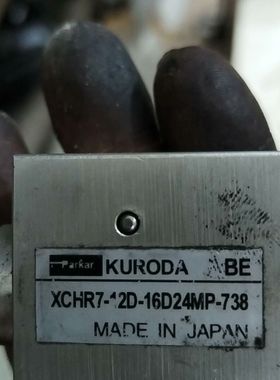 Parker KURODA ABE
XCHR7-12D-16D24MP-738
MADE IN JAPAN